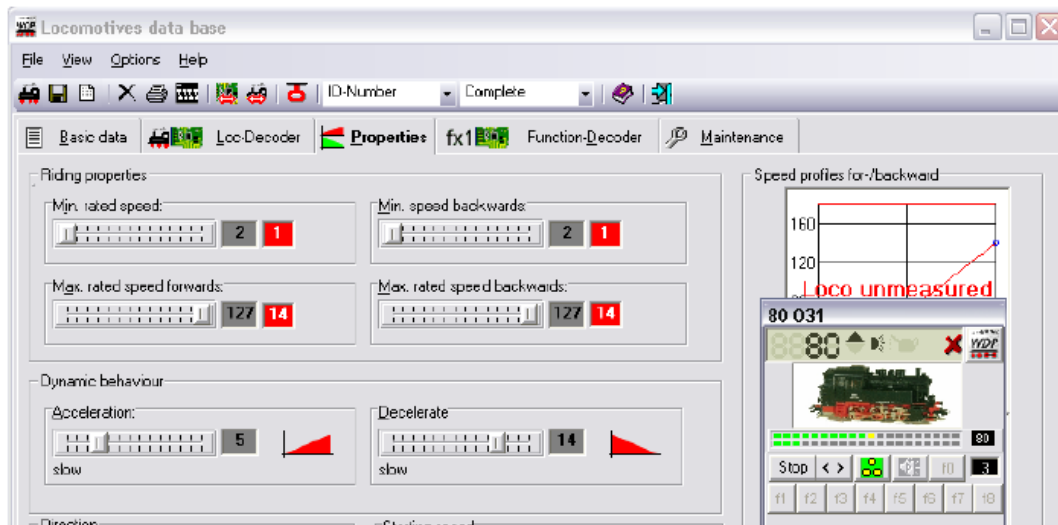 Locomotives data base
File View Options Help
ID-Number Complete
Basic data Loc-Decoder Properties fx1 Function-Decoder Maintenance
Riding properties
Min. rated speed:
2 1
Min. speed backwards:
2 1
Max. rated speed forwards:
127 14
Max. rated speed backwards:
127 14
Dynamic behaviour
Acceleration:
5
slow
Decelerate
14
slow
Direction
Starting speed
Speed profiles for-/backward
160
120
Loco unmeasured
80 031
80
WDP
80
Stop < > f0 3
f1 f2 f3 f4 f5 f6 f7 f8